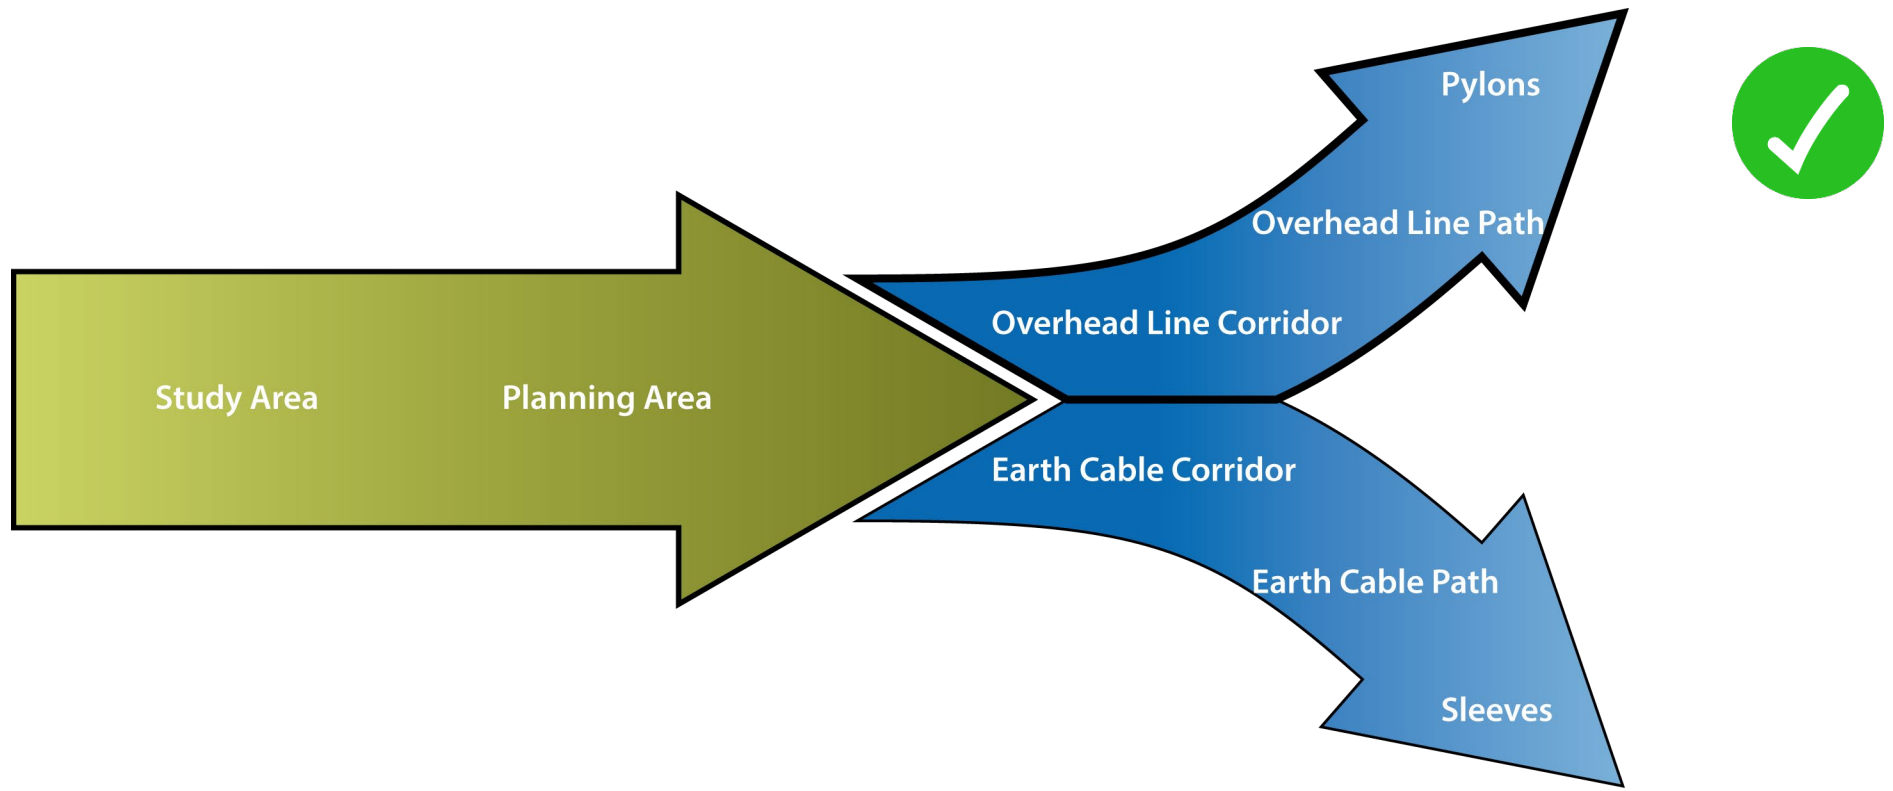 Study Area
Planning Area
Pylons
Overhead Line Path
Overhead Line Corridor
Earth Cable Corridor
Earth Cable Path
Sleeves